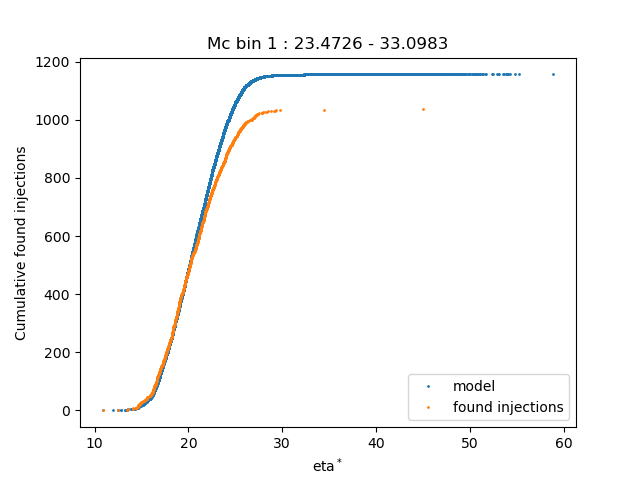 Mc bin 1 : 23.4726 - 33.0983
Cumulative found injections
1200
1000
800
600
400
200
0
10 20 30 40 50 60
eta*
model
found injections